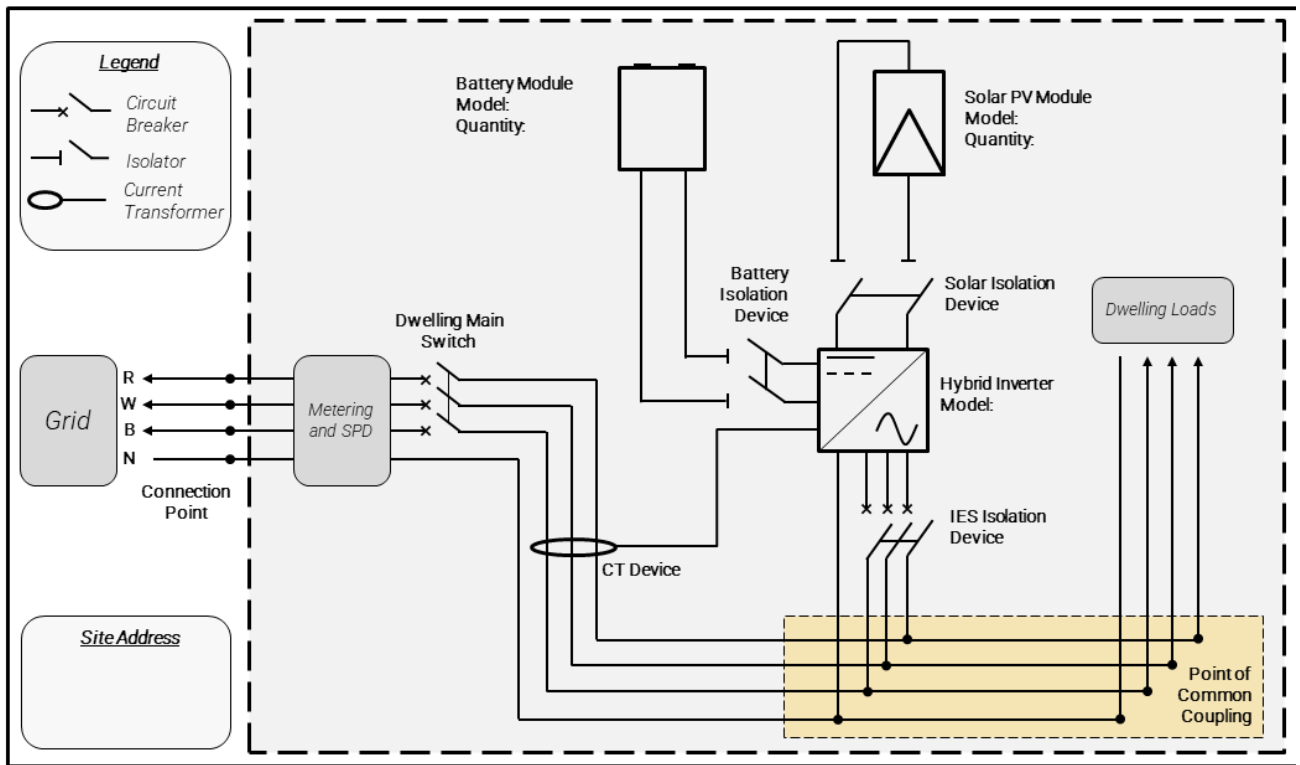 Legend
Circuit
Breaker
Isolator
Current
Transformer
Battery Module
Model:
Quantity:
Solar PV Module
Model:
Quantity:
Battery
Isolation
Device
Solar Isolation
Device
Dwelling Loads
Dwelling Main
Switch
Grid
R
W
B
N
Metering
and SPD
Hybrid Inverter
Model:
Connection
Point
IES Isolation
Device
CT Device
Site Address
Point of
Common
Coupling